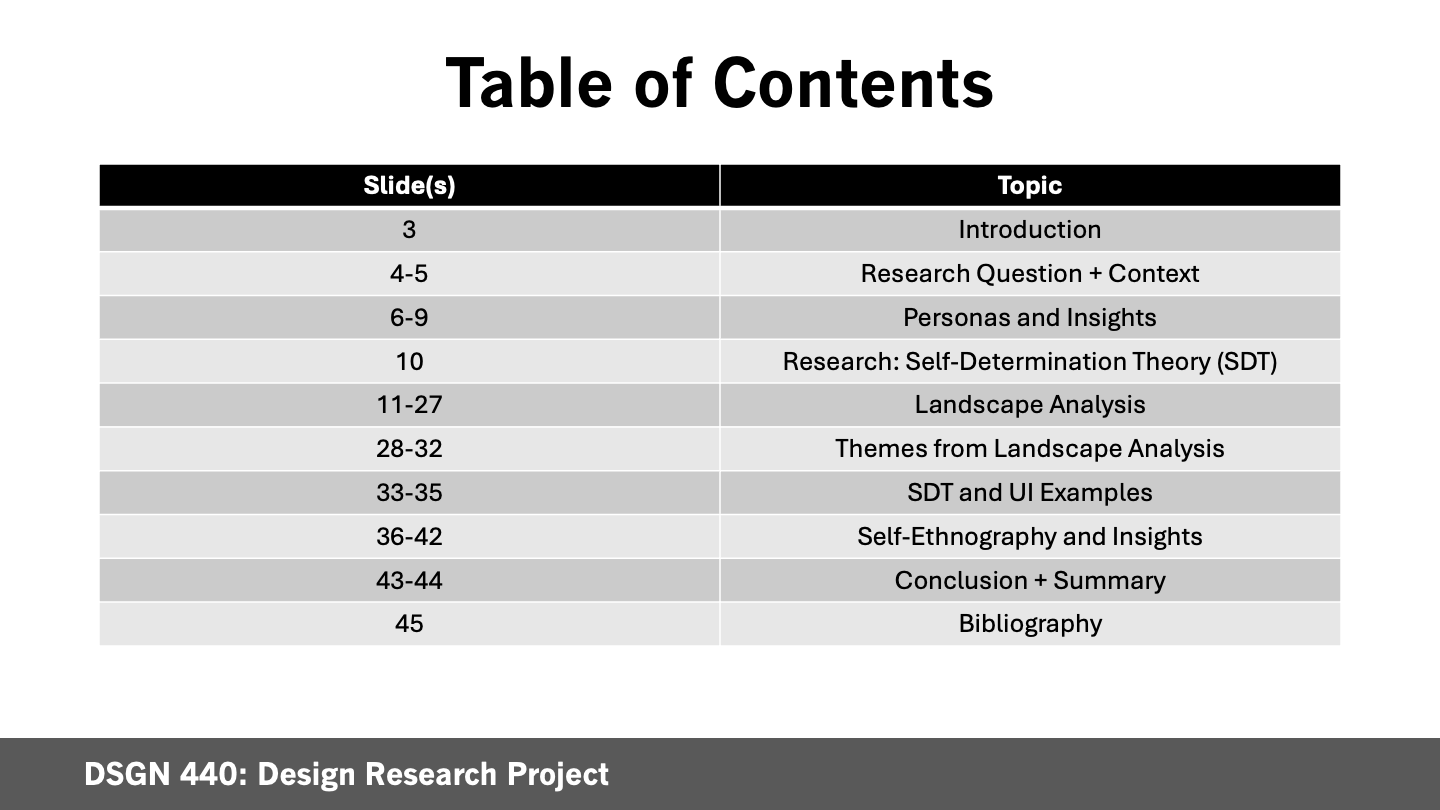 Table of Contents
Slide(s) Topic
3 Introduction
4-5 Research Question + Context
6-9 Personas and Insights
10 Research: Self-Determination Theory (SDT)
11-27 Landscape Analysis
28-32 Themes from Landscape Analysis
33-35 SDT and UI Examples
36-42 Self-Ethnography and Insights
43-44 Conclusion + Summary
45 Bibliography
DSGN 440: Design Research Project